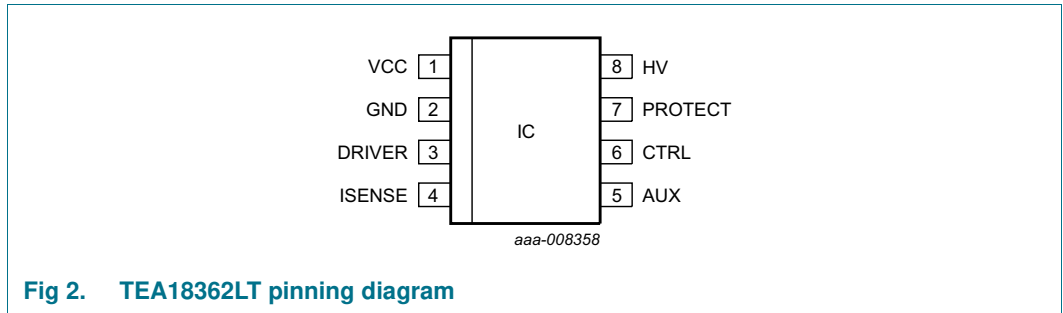 VCC 1 8 HV
GND 2 7 PROTECT
IC
DRIVER 3 6 CTRL
ISENSE 4 5 AUX
aaa-008358
Fig 2. TEA18362LT pinning diagram